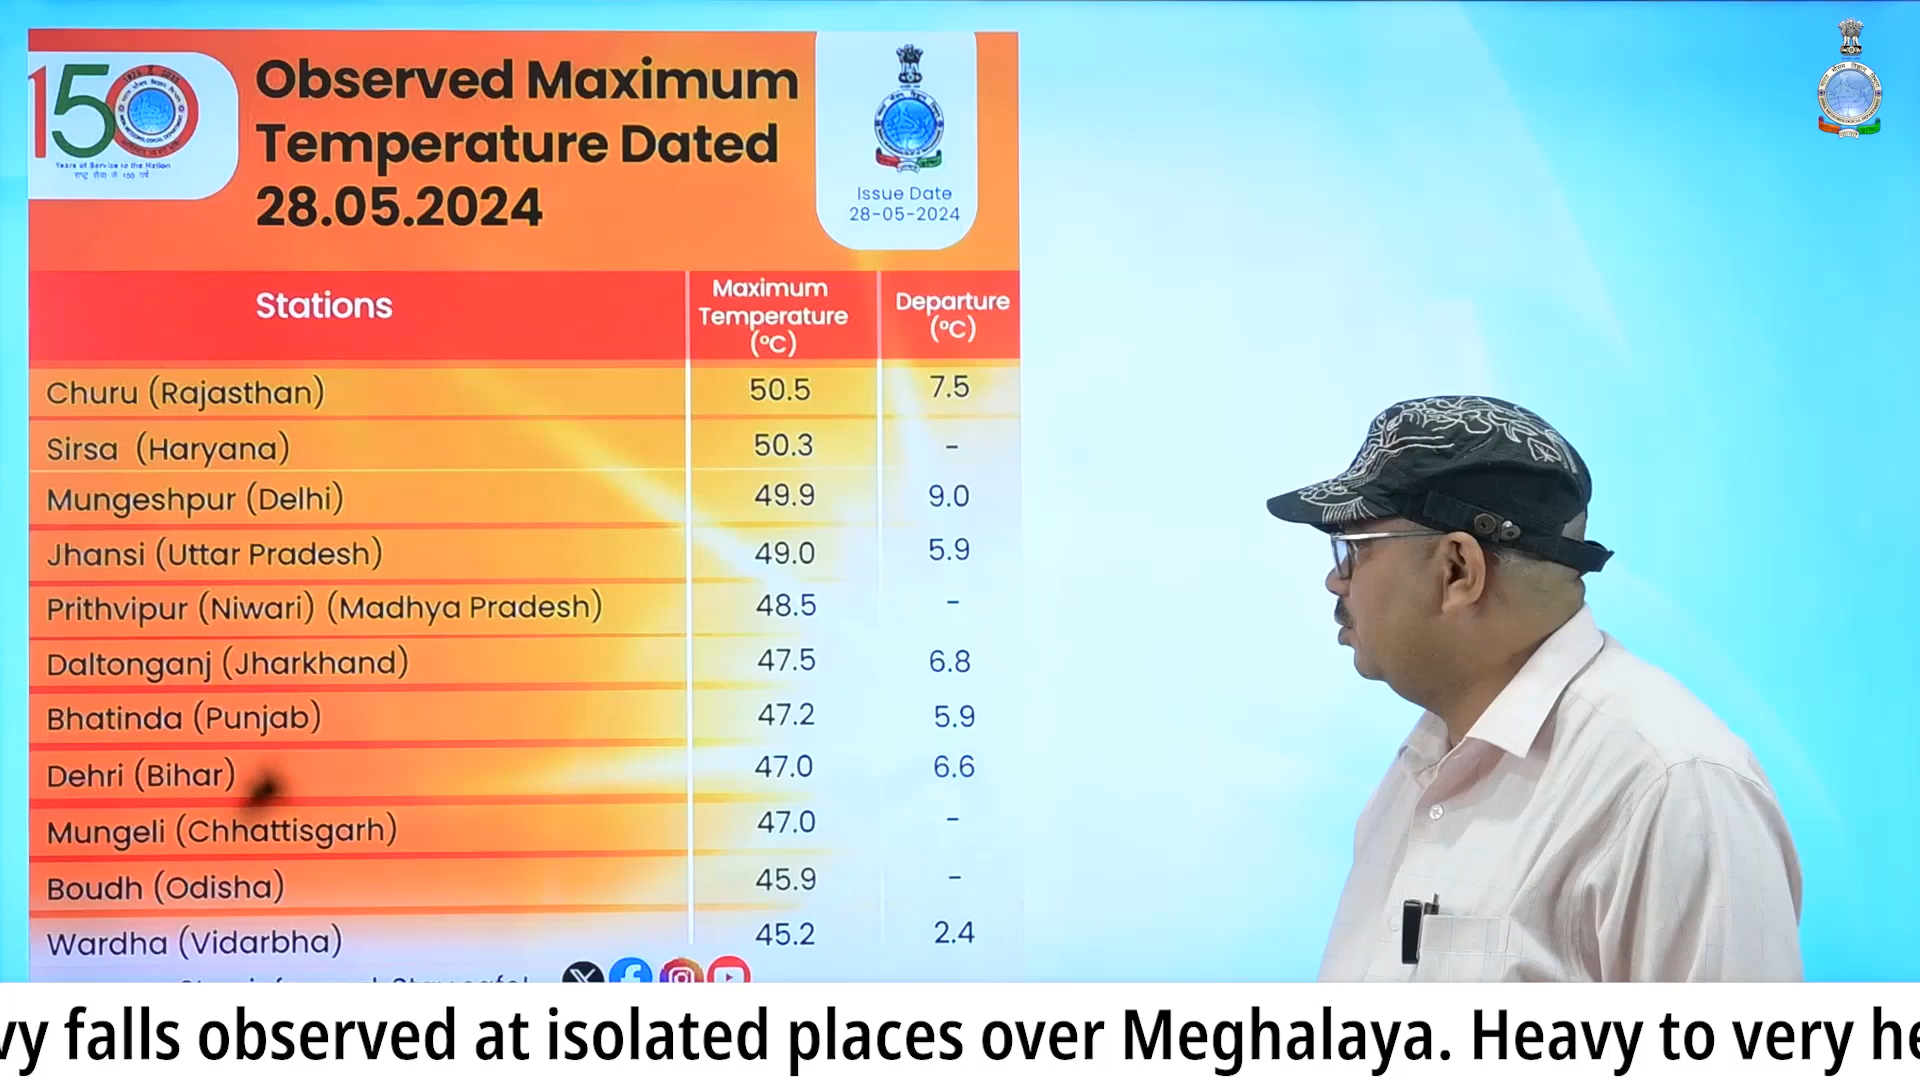 150
Years of Service to the Nation
राष्ट्र सेवा के 150 वर्ष
Observed Maximum
Temperature Dated
28.05.2024
Issue Date
28-05-2024
Stations
Maximum
Temperature
(°C)
Departure
(°C)
Churu (Rajasthan) 50.5 7.5
Sirsa (Haryana) 50.3 -
Mungeshpur (Delhi) 49.9 9.0
Jhansi (Uttar Pradesh) 49.0 5.9
Prithvipur (Niwari) (Madhya Pradesh) 48.5 -
Daltonganj (Jharkhand) 47.5 6.8
Bhatinda (Punjab) 47.2 5.9
Dehri (Bihar) 47.0 6.6
Mungeli (Chhattisgarh) 47.0 -
Boudh (Odisha) 45.9 -
Wardha (Vidarbha) 45.2 2.4
vy falls observed at isolated places over Meghalaya. Heavy to very he